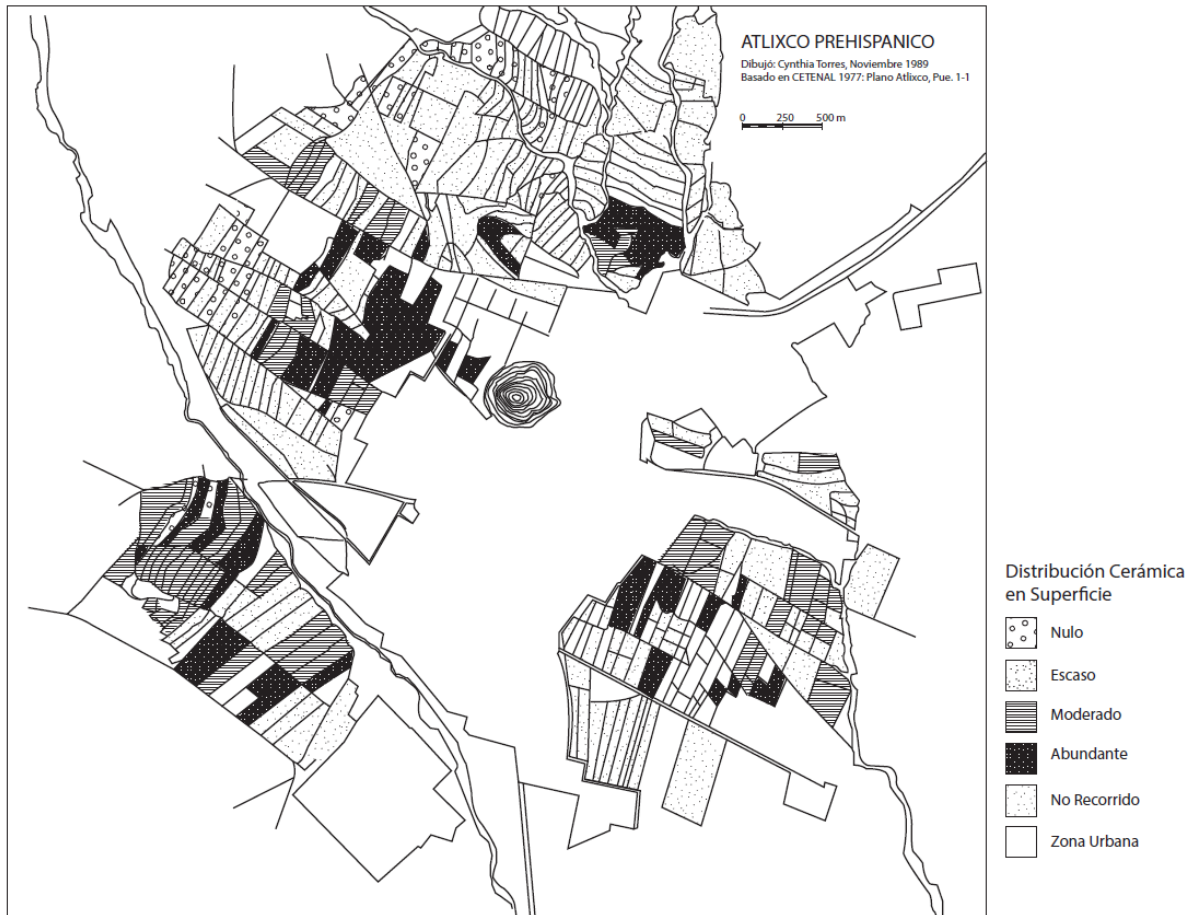 ATLIXCO PREHISPANICO
Dibujó: Cynthia Torres, Noviembre 1989
Basado en CETENAL 1977: Plano Atlixco, Pue. 1-1
0 250 500 m
Distribución Cerámica
en Superficie
Nulo
Escaso
Moderado
Abundante
No Recorrido
Zona Urbana